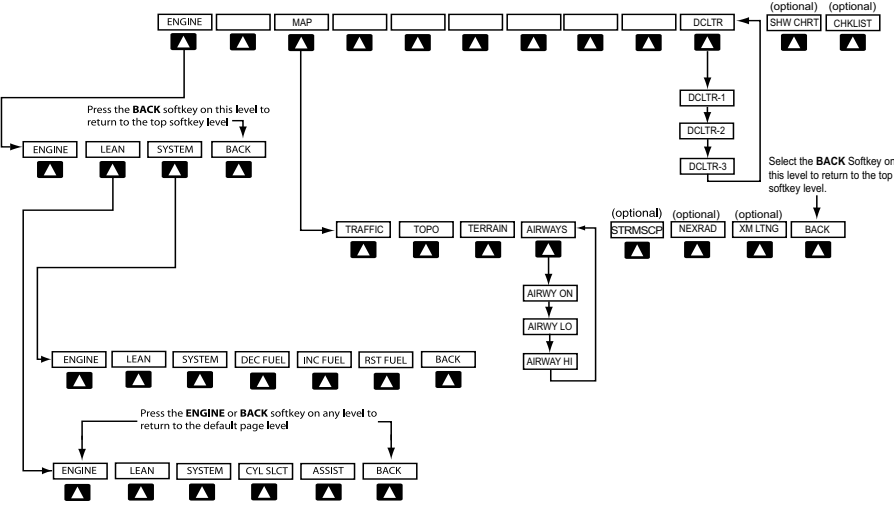 (optional) (optional)
ENGINE MAP DCLTR SHW CHRT CHKLIST
DCLTR-1
Press the BACK softkey on this level to
return to the top softkey level
DCLTR-2
ENGINE LEAN SYSTEM BACK
DCLTR-3
Select the BACK Softkey on
this level to return to the top
softkey level.
(optional) (optional) (optional)
TRAFFIC TOPO TERRAIN AIRWAYS STRMSCP NEXRAD XM LTNG BACK
AIRWY ON
AIRWY LO
AIRWAY HI
ENGINE LEAN SYSTEM DEC FUEL INC FUEL RST FUEL BACK
Press the ENGINE or BACK softkey on any level to
return to the default page level
ENGINE LEAN SYSTEM CYL SLCT ASSIST BACK